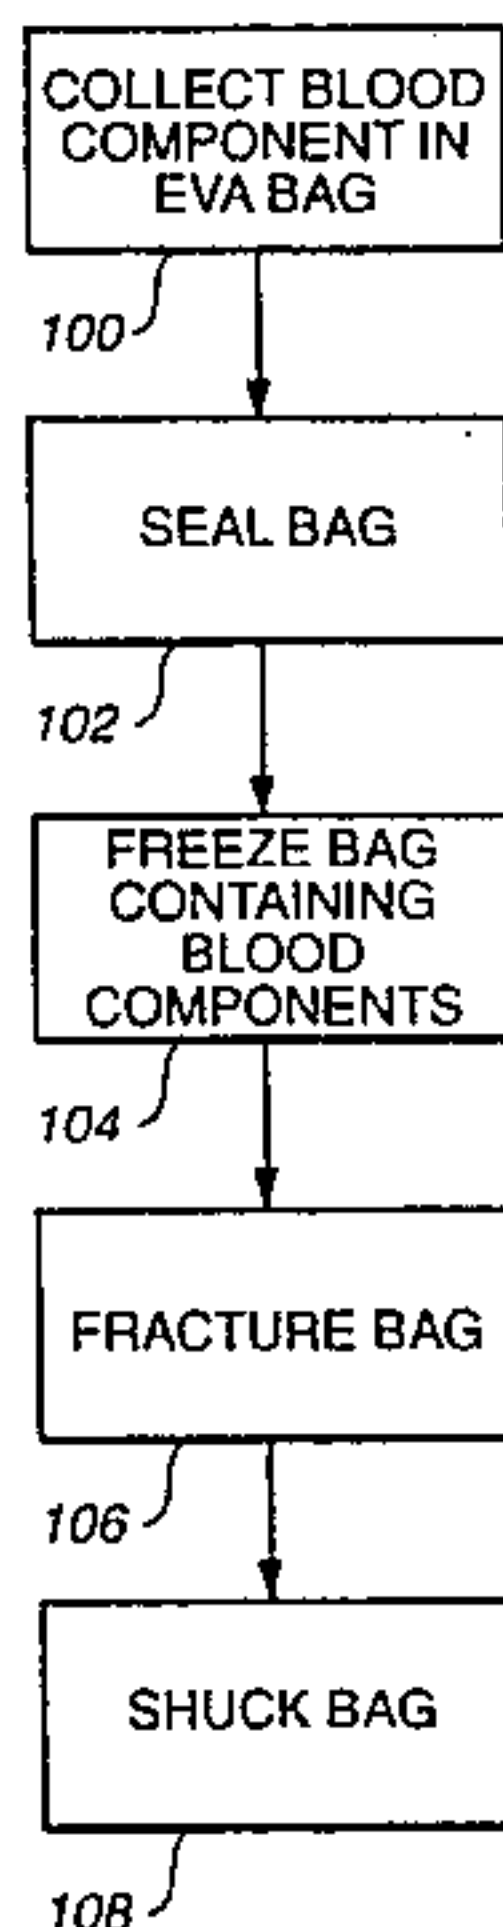 COLLECT BLOOD
COMPONENT IN
EVA BAG
100
SEAL BAG
102
FREEZE BAG
CONTAINING
BLOOD
COMPONENTS
104
FRACTURE BAG
106
SHUCK BAG
108